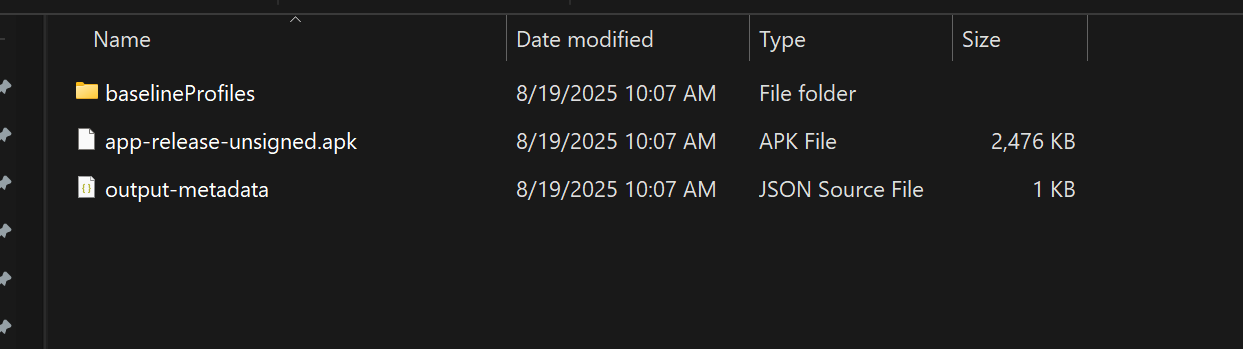 Name Date modified Type Size
baselineProfiles 8/19/2025 10:07 AM File folder
app-release-unsigned.apk 8/19/2025 10:07 AM APK File 2,476 KB
output-metadata 8/19/2025 10:07 AM JSON Source File 1 KB